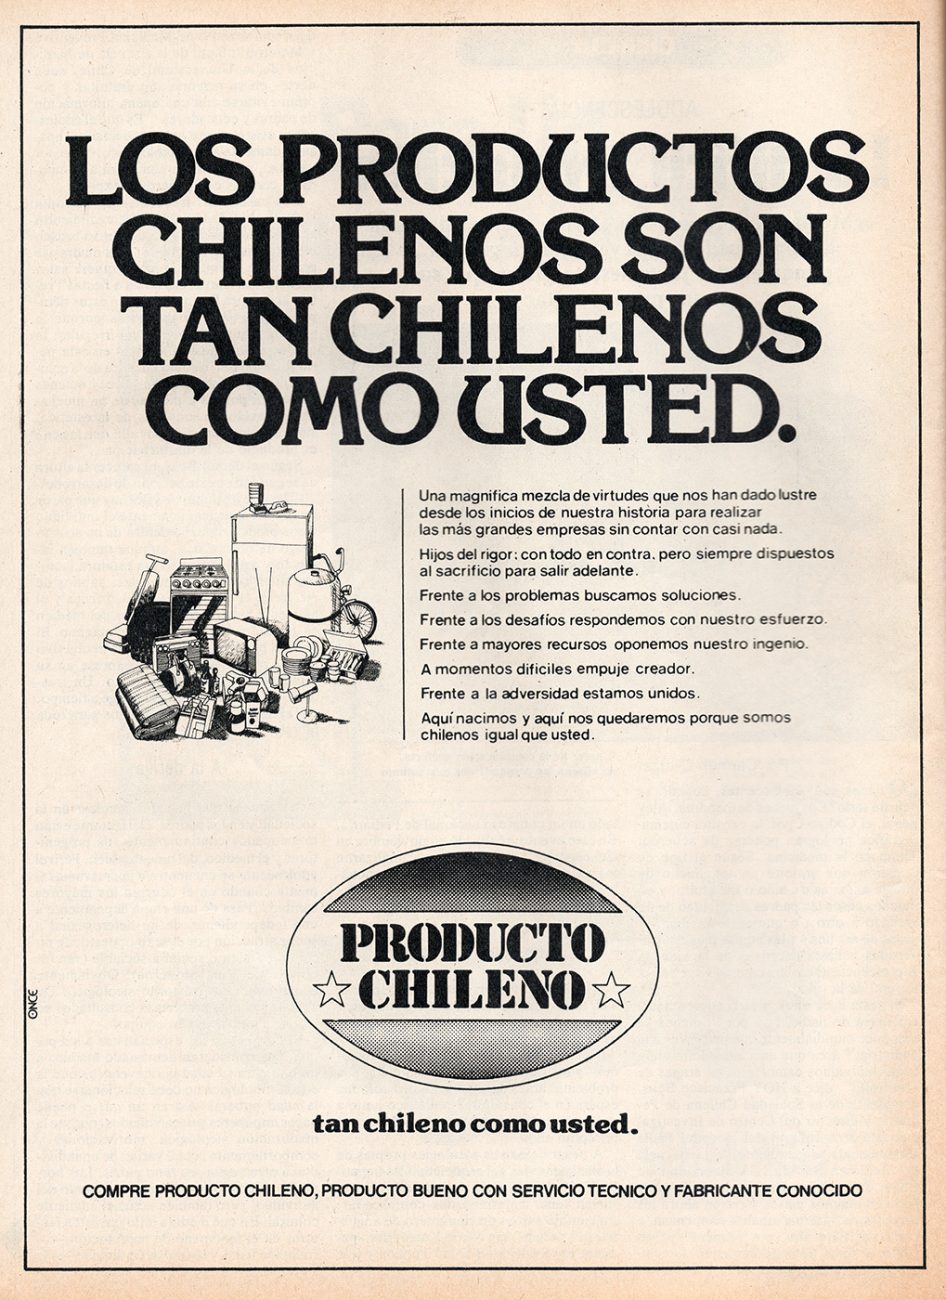 LOS PRODUCTOS
CHILENOS SON
TAN CHILENOS
COMO USTED.
Una magnifica mezcla de virtudes que nos han dado lustre
desde los inicios de nuestra història para realizar
las más grandes empresas sin contar con casi nada.
Hijos del rigor: con todo en contra. pero siempre dispuestos
al sacrificio para salir adelante.
Frente a los problemas buscamos soluciones.
Frente a los desafíos respondemos con nuestro esfuerzo.
Frente a mayores recursos oponemos nuestro ingenio.
A momentos dificiles empuje creador.
Frente a la adversidad estamos unidos.
Aquí nacimos y aquí nos quedaremos porque somos
chilenos igual que usted.
PRODUCTO
CHILENO
ONCE
tan chileno como usted.
COMPRE PRODUCTO CHILENO, PRODUCTO BUENO CON SERVICIO TECNICO Y FABRICANTE CONOCIDO